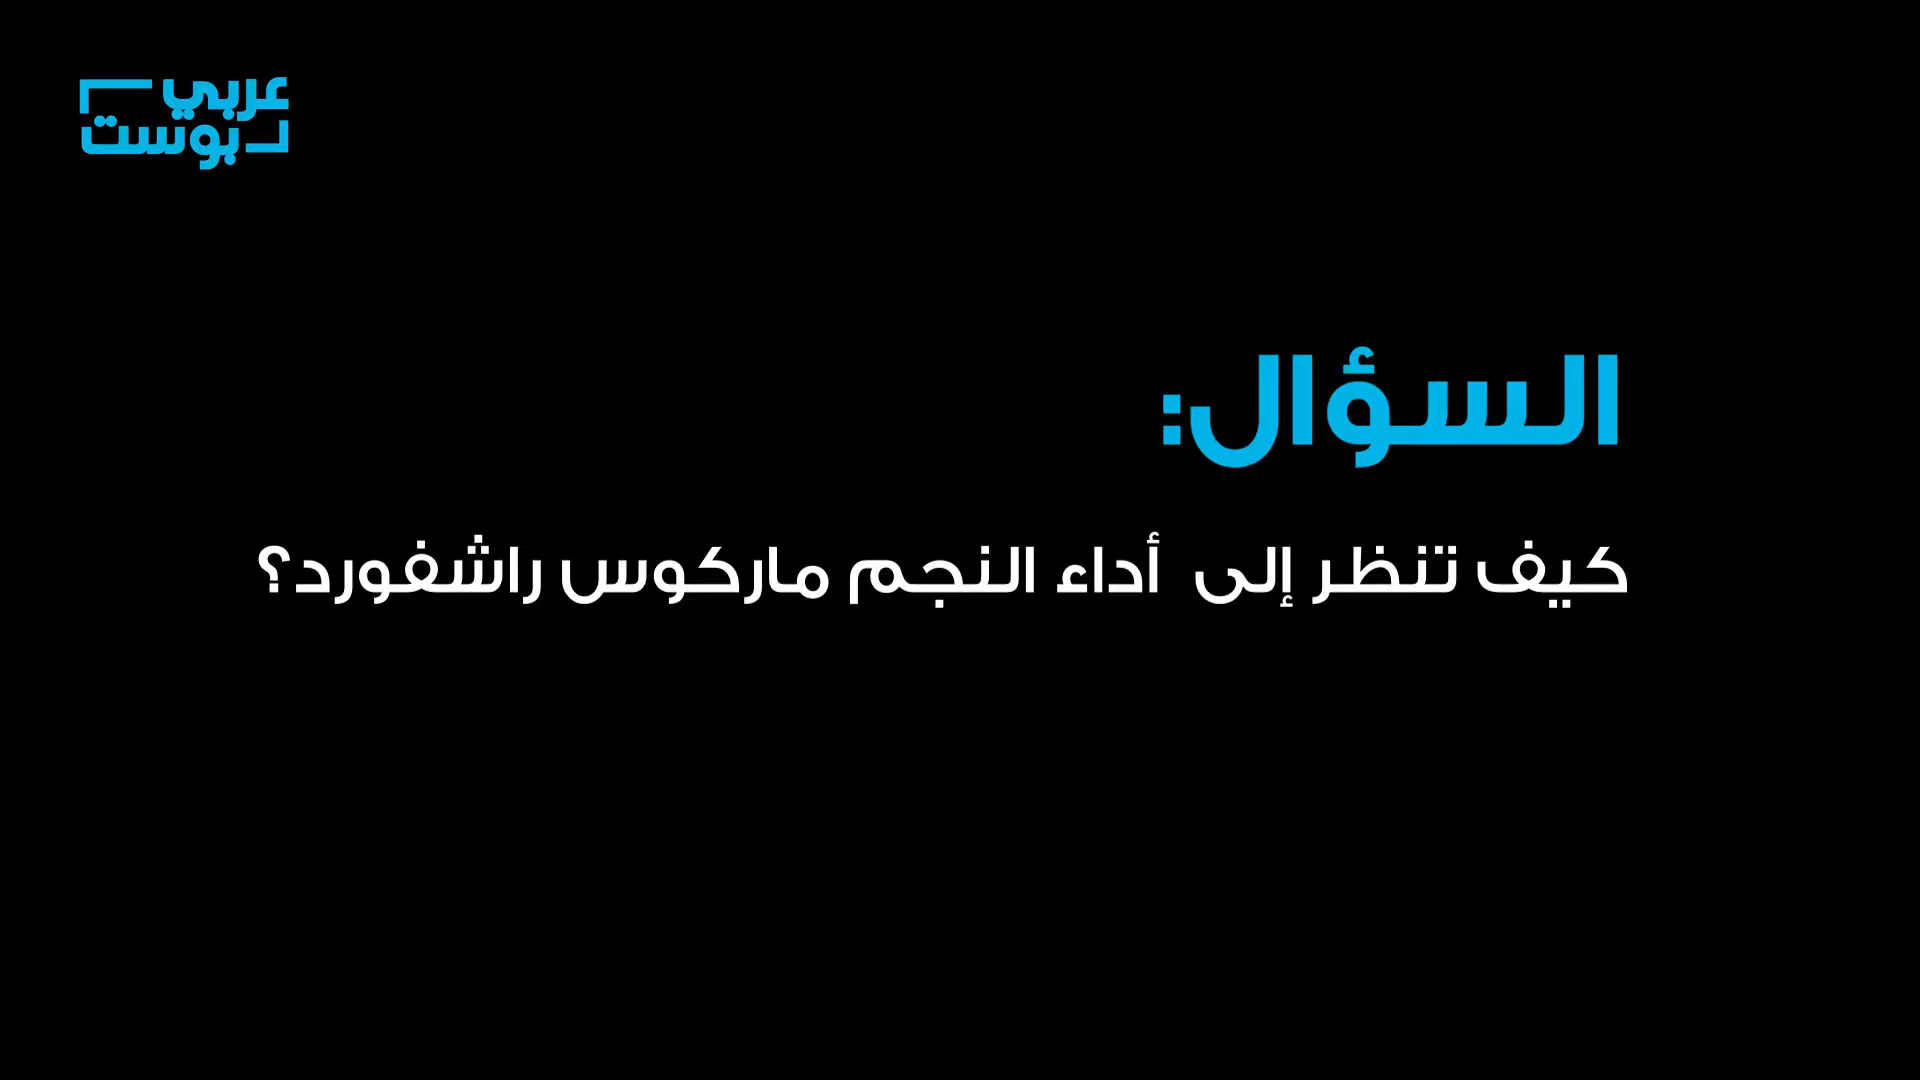 عربي
بوست
السؤال:
كيف تنظر إلى أداء النجم ماركوس راشفورد؟